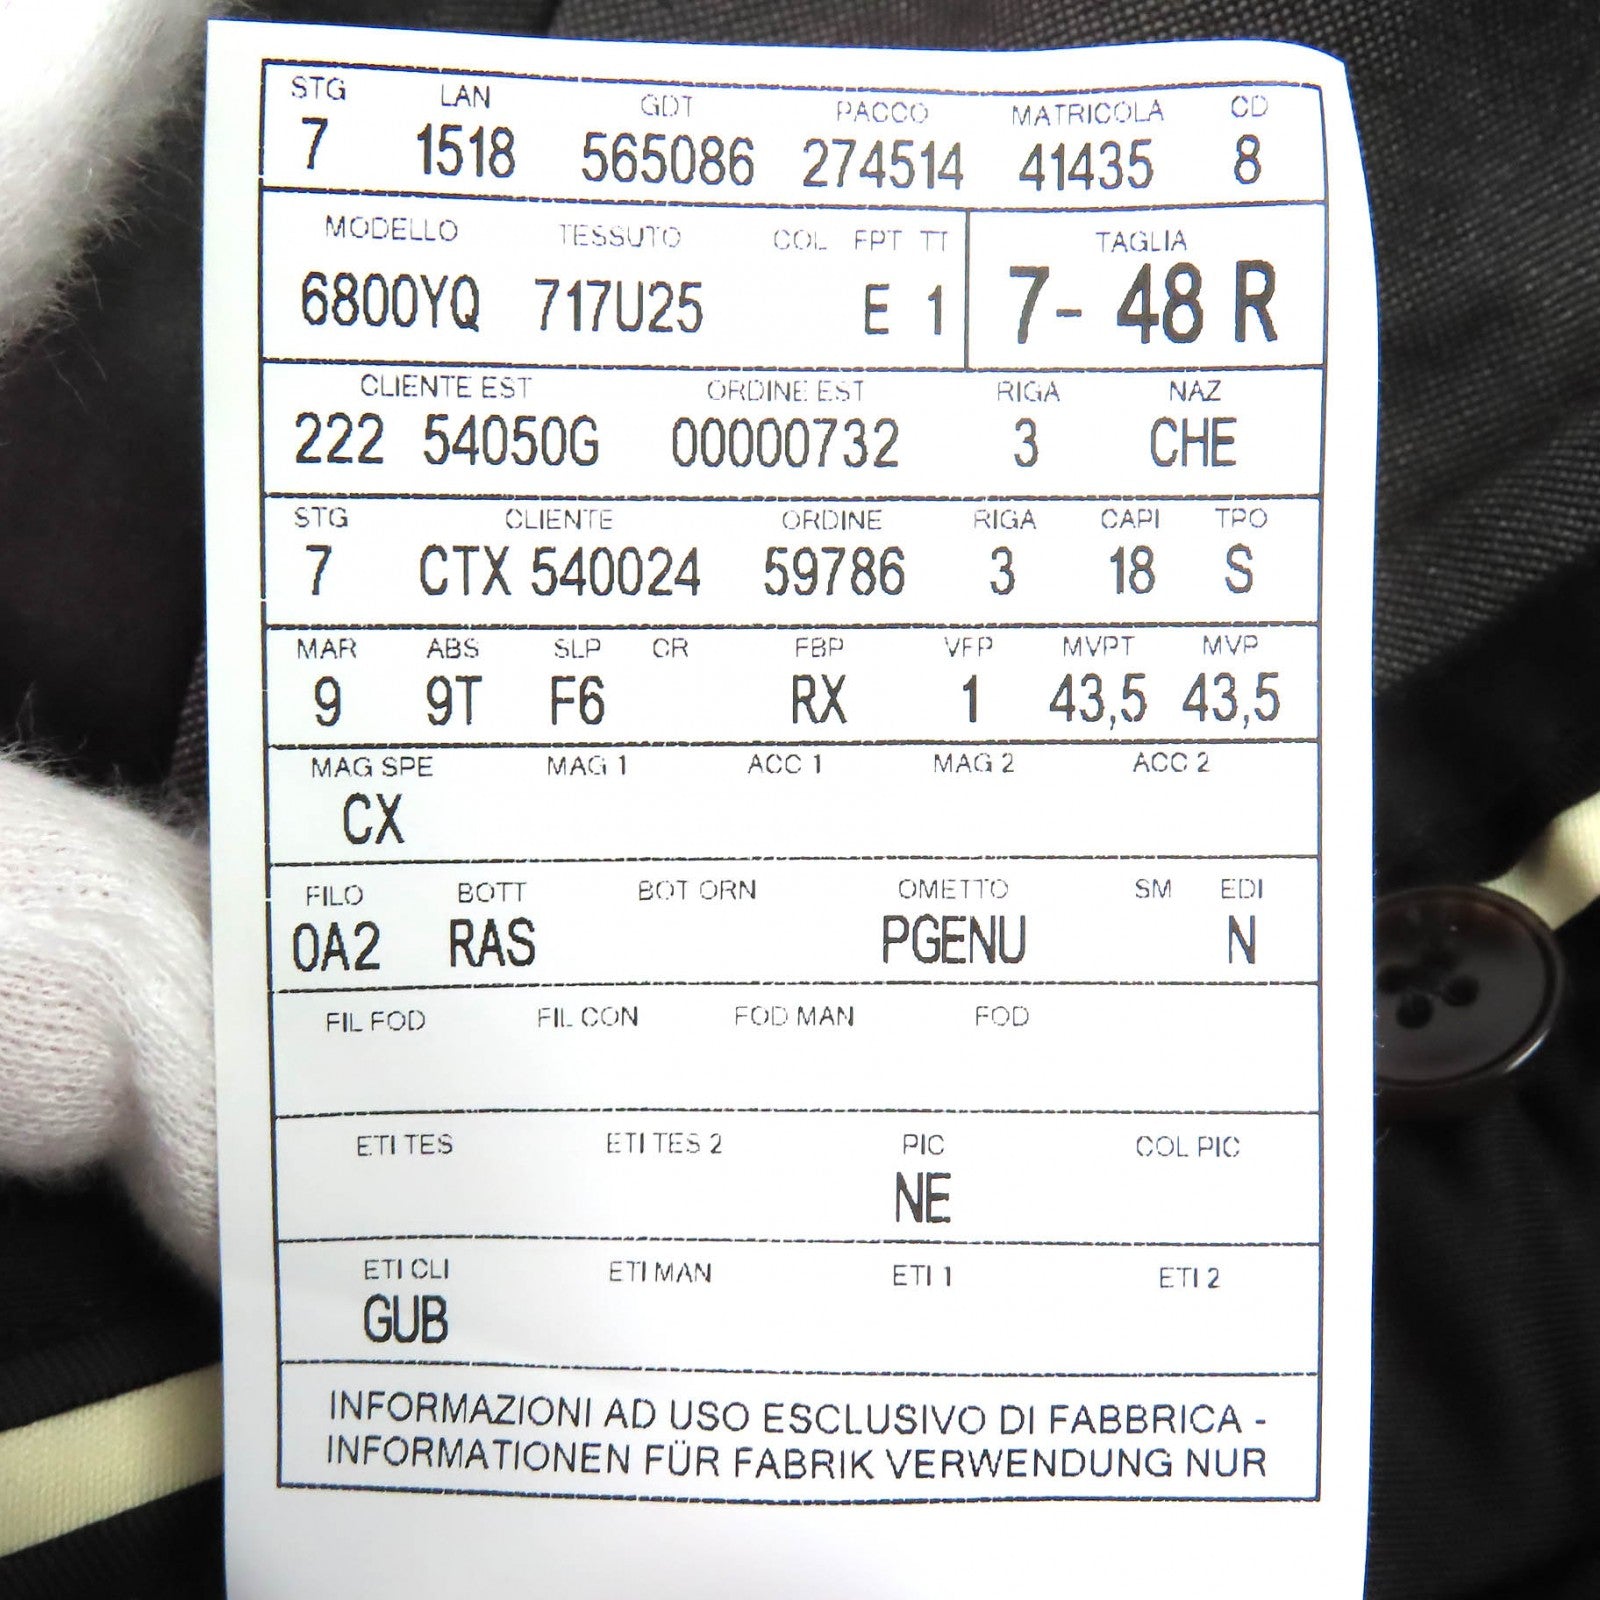 STG LAN GDT PACCO MATRICOLA CD
7 1518 565086 274514 41435 8
MODELLO TESSUTO COL FPT TT TAGLIA
6800YQ 717U25 E 1 7- 48 R
CLIENTE EST ORDINE EST RIGA NAZ
222 54050G 00000732 3 CHE
STG CLIENTE ORDINE RIGA CAPI TPO
7 CTX 540024 59786 3 18 S
MAR ABS SLP CR FBP VFP MVPT MVP
9 9T F6 RX 1 43,5 43,5
MAG SPE MAG 1 ACC 1 MAG 2 ACC 2
CX
FILO BOTT BOT ORN OMETTO SM EDI
0A2 RAS PGENU N
FIL FOD FIL CON FOD MAN FOD
ETI TES ETI TES 2 PIC COL PIC
NE
ETI CLI ETI MAN ETI 1 ETI 2
GUB
INFORMAZIONI AD USO ESCLUSIVO DI FABBRICA -
INFORMATIONEN FÜR FABRIK VERWENDUNG NUR